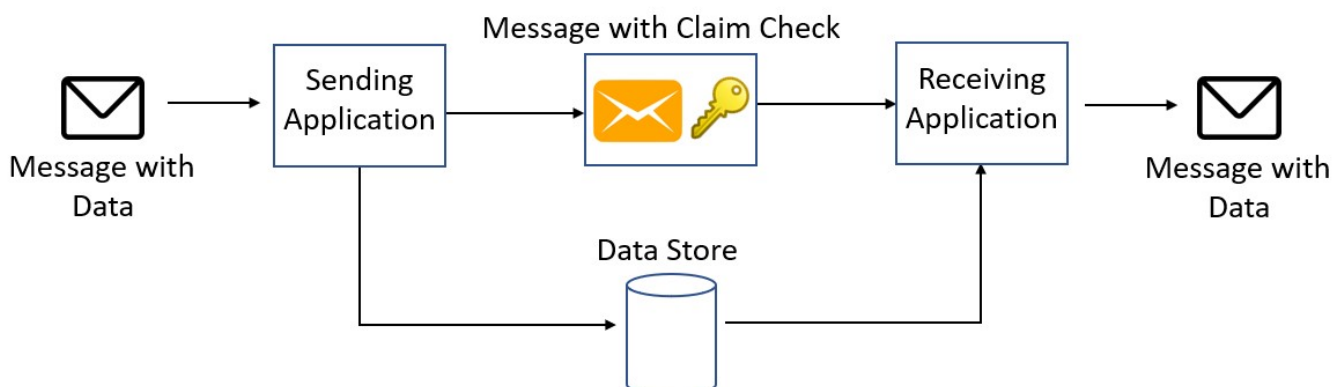 Message with Claim Check
Sending
Application
Receiving
Application
Message with
Data
Message with
Data
Data Store